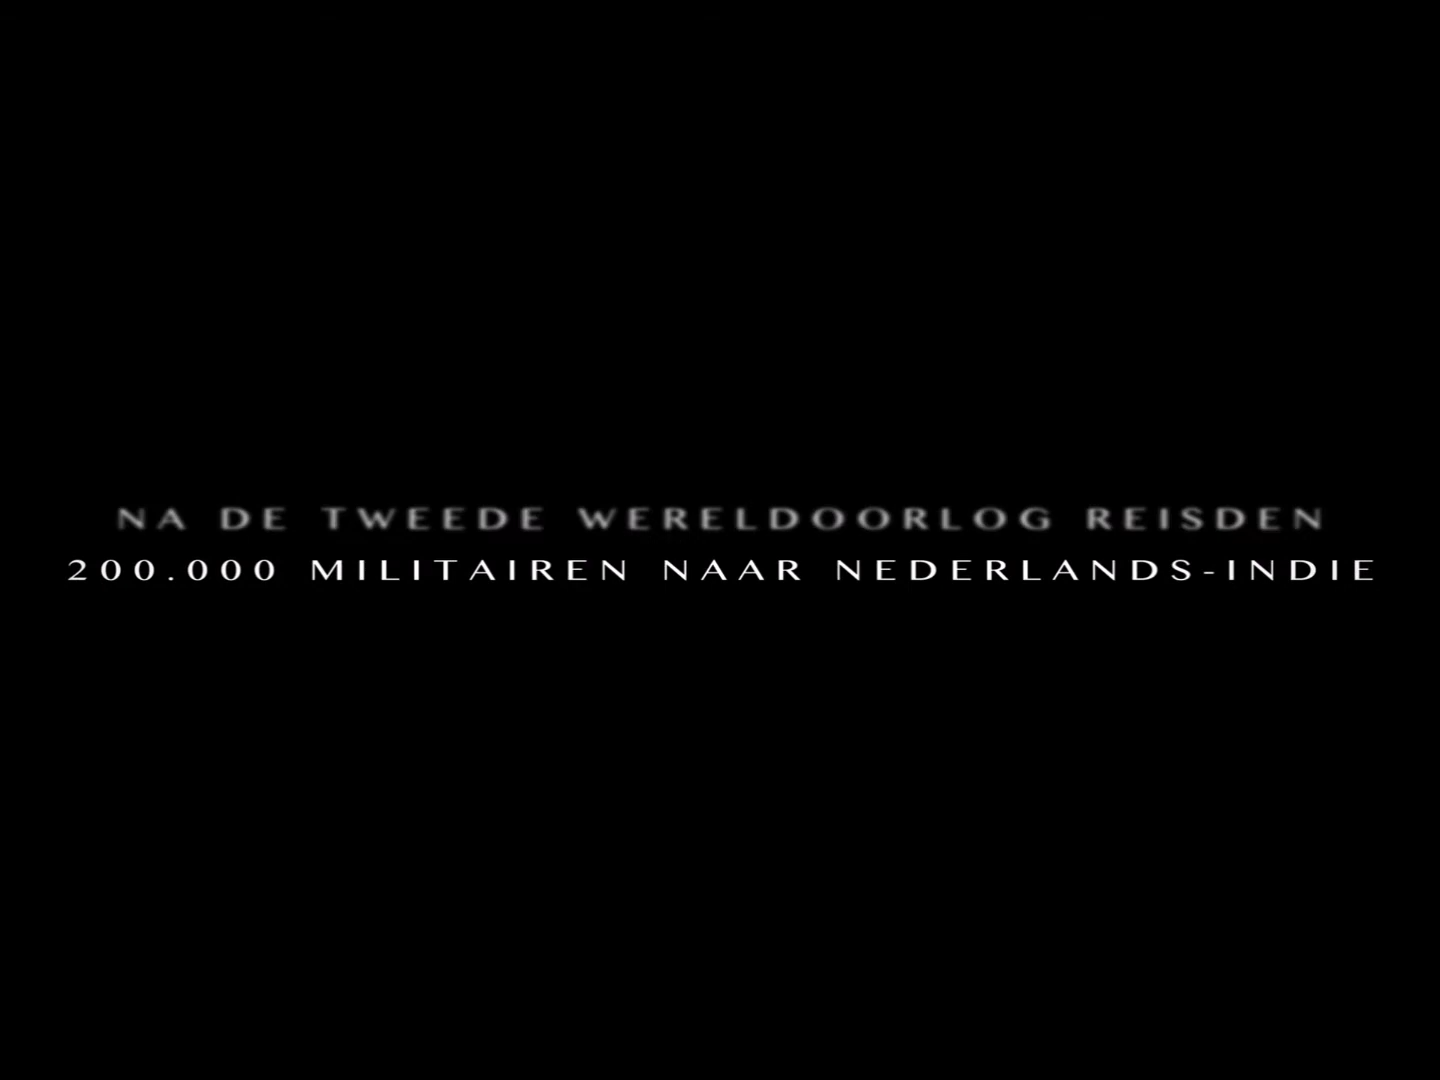 NA DE TWEEDE WERELDOORLOG REISDEN
200.000 MILITAIREN NAAR NEDERLANDS-INDIE